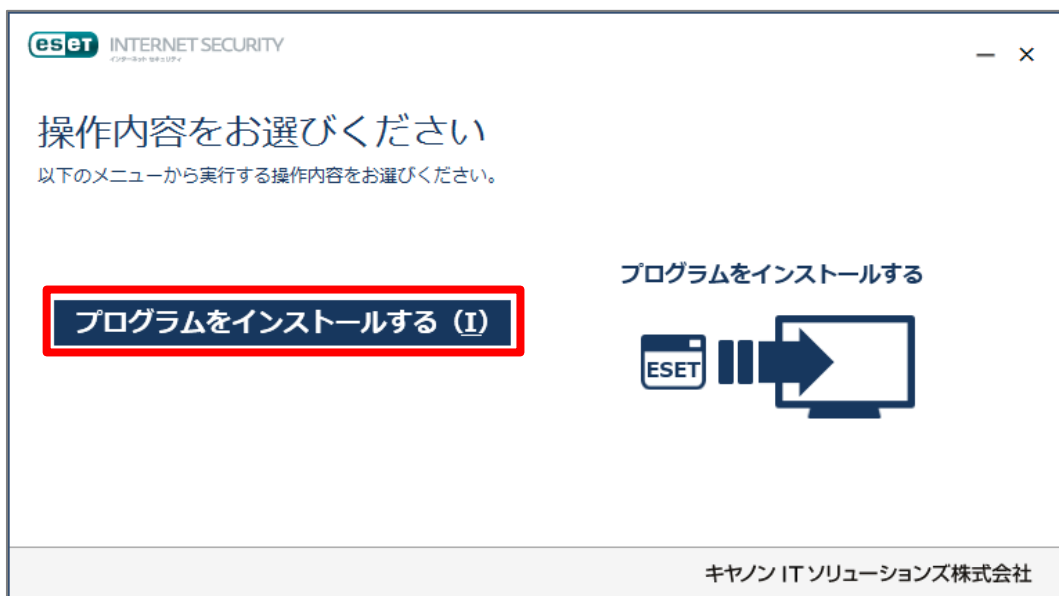 eset INTERNET SECURITY
インターネット セキュリティ
操作内容をお選びください
以下のメニューから実行する操作内容をお選びください。
プログラムをインストールする
プログラムをインストールする（I）
ESET
キヤノン ITソリューションズ株式会社